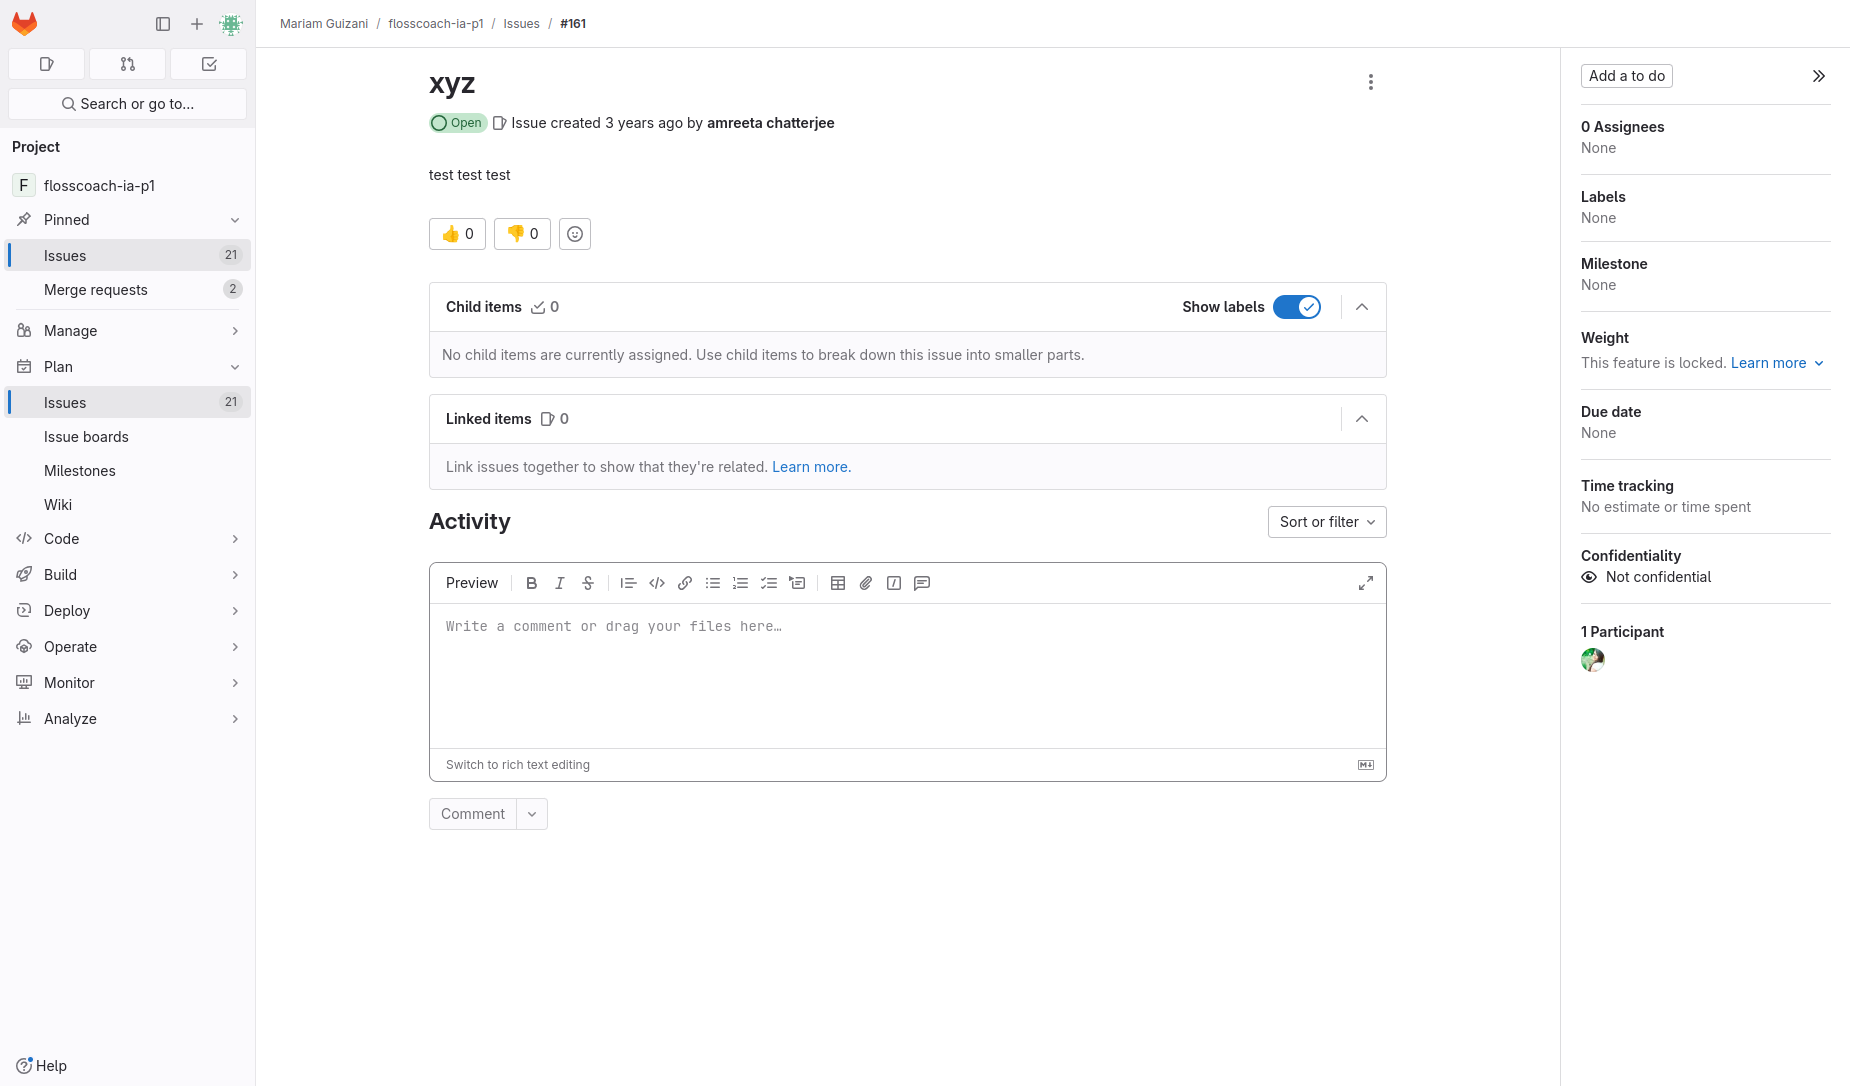 Mariam Guizani / flosscoach-ia-p1 / Issues / #161
Search or go to...
Project
F flosscoach-ia-p1
Pinned
Issues 21
Merge requests 2
Manage
Plan
Issues 21
Issue boards
Milestones
Wiki
Code
Build
Deploy
Operate
Monitor
Analyze
Help
xyz
Open Issue created 3 years ago by amreeta chatterjee
test test test
👍 0 👎 0
Child items 0 Show labels
No child items are currently assigned. Use child items to break down this issue into smaller parts.
Linked items 0
Link issues together to show that they're related. Learn more.
Activity Sort or filter
Preview
Write a comment or drag your files here…
Switch to rich text editing
Comment
Add a to do
0 Assignees
None
Labels
None
Milestone
None
Weight
This feature is locked. Learn more
Due date
None
Time tracking
No estimate or time spent
Confidentiality
Not confidential
1 Participant